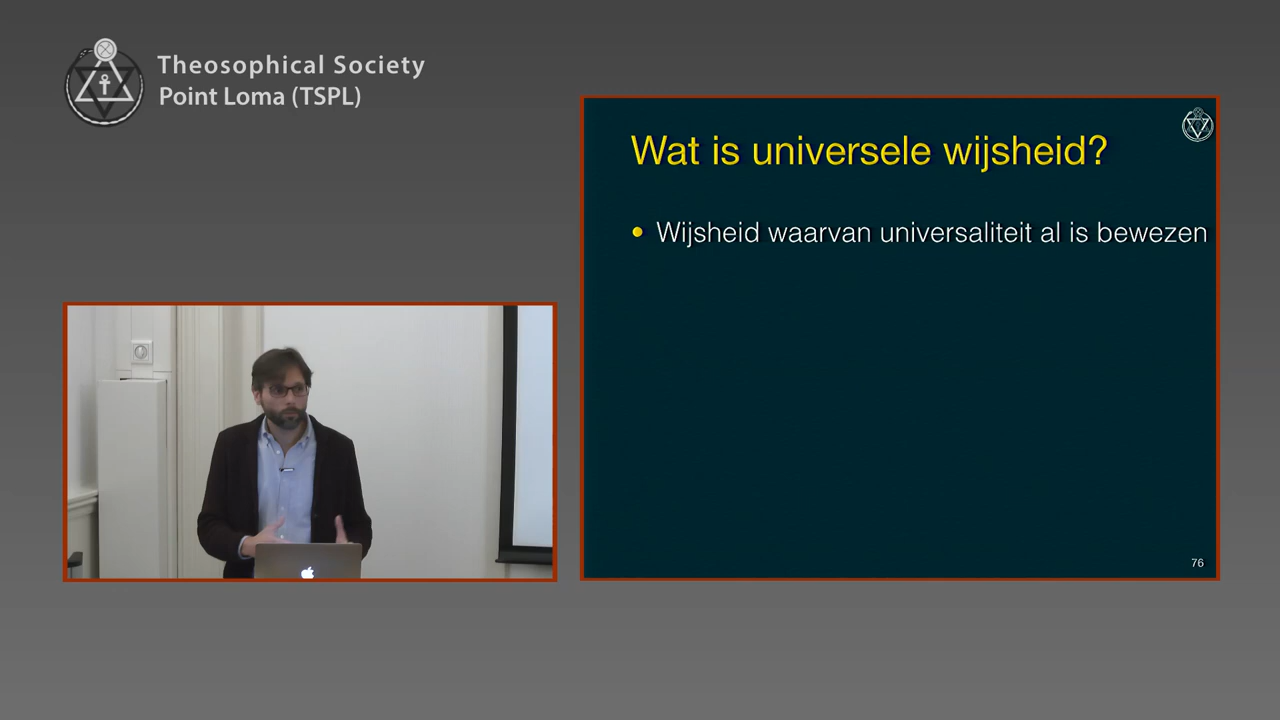 Theosophical Society
Point Loma (TSPL)
Wat is universele wijsheid?
• Wijsheid waarvan universaliteit al is bewezen
76